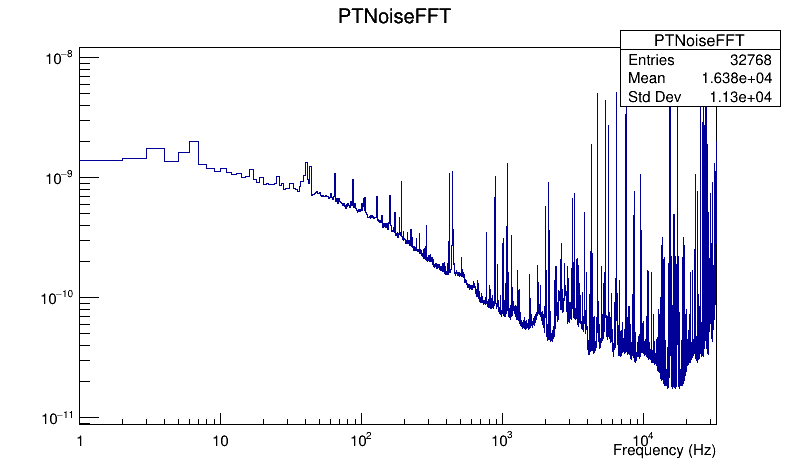 PTNoiseFFT
PTNoiseFFT
Entries 32768
Mean 1.638e+04
Std Dev 1.13e+04
10⁻⁸
10⁻⁹
10⁻¹⁰
10⁻¹¹
1 10 10² 10³ 10⁴
Frequency (Hz)